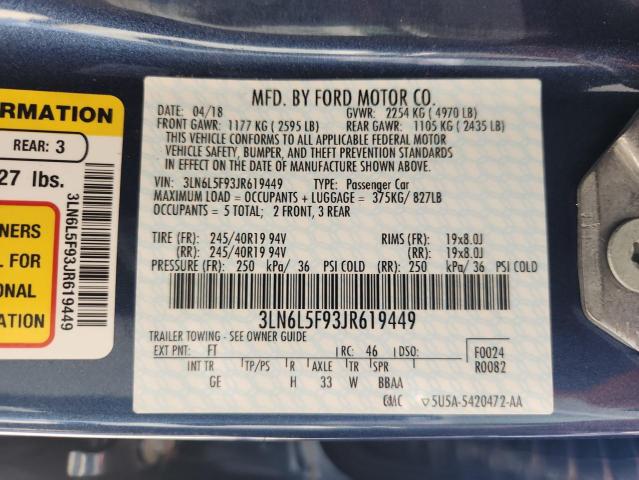 MFD. BY FORD MOTOR CO.
DATE: 04/18 GVWR: 2254 KG ( 4970 LB)
FRONT GAWR: 1177 KG ( 2595 LB) REAR GAWR: 1105 KG ( 2435 LB)
THIS VEHICLE CONFORMS TO ALL APPLICABLE FEDERAL MOTOR
VEHICLE SAFETY, BUMPER, AND THEFT PREVENTION STANDARDS
IN EFFECT ON THE DATE OF MANUFACTURE SHOWN ABOVE.
VIN: 3LN6L5F93JR619449 TYPE: Passenger Car
MAXIMUM LOAD = OCCUPANTS + LUGGAGE = 375KG/ 827LB
OCCUPANTS = 5 TOTAL; 2 FRONT, 3 REAR
TIRE (FR): 245/40R19 94V RIMS (FR): 19x8.0J
(RR): 245/40R19 94V (RR): 19x8.0J
PRESSURE (FR): 250 kPa/ 36 PSI COLD (RR): 250 kPa/ 36 PSI COLD
3LN6L5F93JR619449
TRAILER TOWING - SEE OWNER GUIDE
EXT PNT: FT RC: 46 DSO: F0024
R0082
INT TR TP/PS R AXLE TR SPR
GE H 33 W BBAA
5U5A-5420472-AA
RMATION
REAR: 3
27 lbs.
NERS
L FOR
ONAL
ATION
3LN6L5F93JR619449